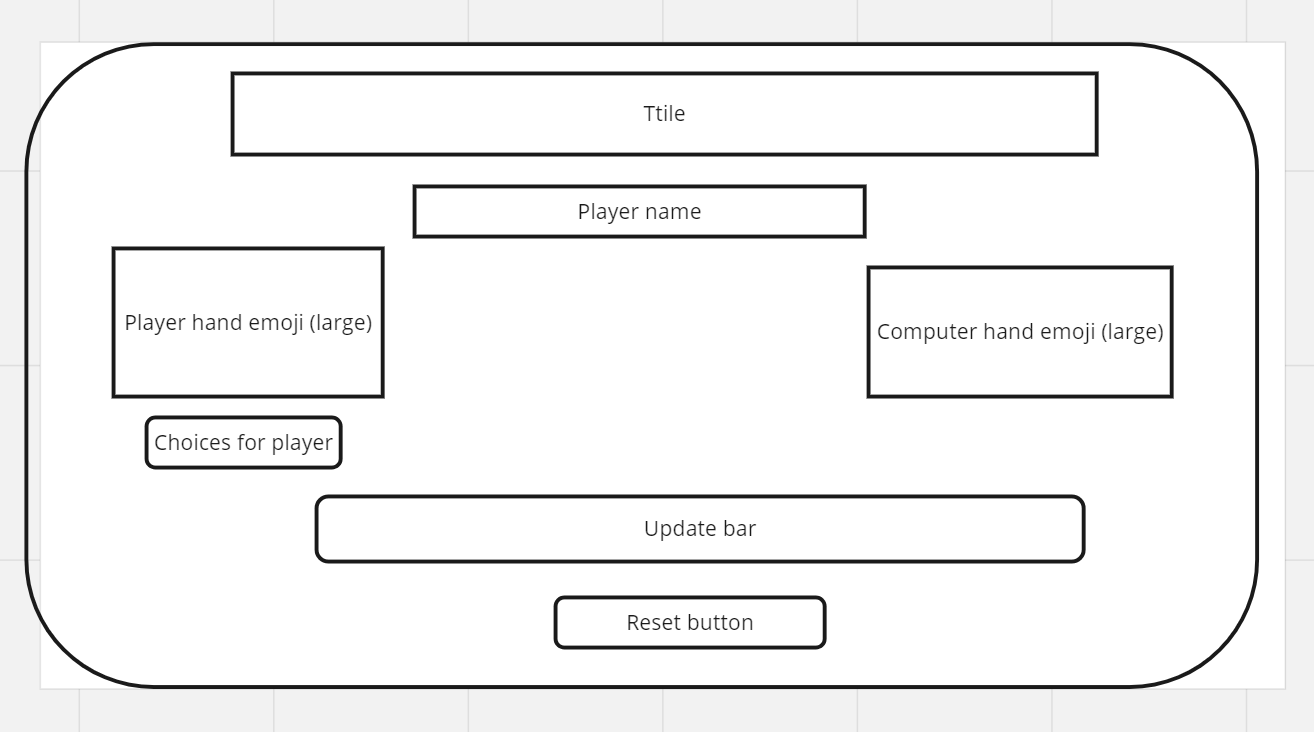 Ttile
Player name
Player hand emoji (large)
Computer hand emoji (large)
Choices for player
Update bar
Reset button